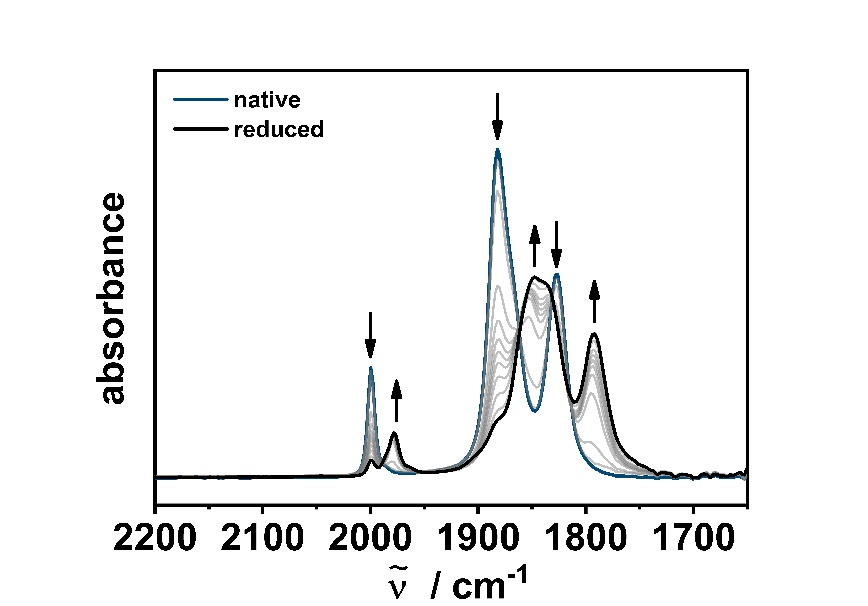 native
reduced
absorbance
2200 2100 2000 1900 1800 1700
ν̃ / cm⁻¹